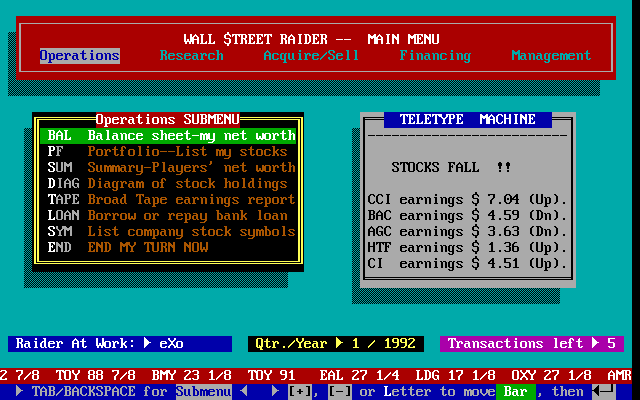 WALL $TREET RAIDER -- MAIN MENU
Operations Research Acquire/Sell Financing Management
Operations SUBMENU
BAL Balance sheet-my net worth
PF Portfolio--List my stocks
SUM Summary-Players' net worth
DIAG Diagram of stock holdings
TAPE Broad Tape earnings report
LOAN Borrow or repay bank loan
SYM List company stock symbols
END END MY TURN NOW
TELETYPE MACHINE
-------------------------
STOCKS FALL !!
CCI earnings $ 7.04 (Up).
BAC earnings $ 4.59 (Dn).
AGC earnings $ 3.63 (Dn).
HTF earnings $ 1.36 (Up).
CI earnings $ 4.51 (Up).
Raider At Work: ► eXo
Qtr./Year ► 1 / 1992
Transactions left ► 5
2 7/8 TOY 88 7/8 BMY 23 1/8 TOY 91 EAL 27 1/4 LDG 17 1/8 OXY 27 1/8 AMR
► TAB/BACKSPACE for Submenu ◄ ► [+], [-] or Letter to move Bar , then ◄─┘